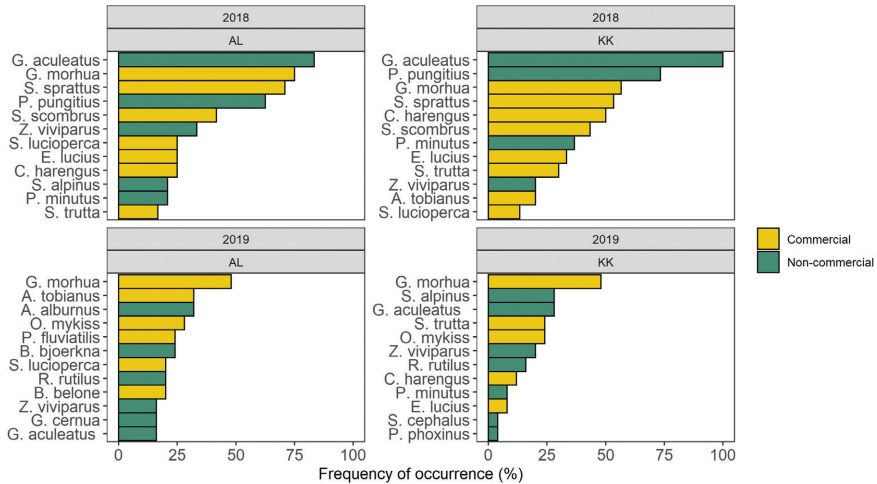 2018
AL
G. aculeatus
G. morhua
S. sprattus
P. pungitius
S. scombrus
Z. viviparus
S. lucioperca
E. lucius
C. harengus
S. alpinus
P. minutus
S. trutta
2018
KK
G. aculeatus
P. pungitius
G. morhua
S. sprattus
C. harengus
S. scombrus
P. minutus
E. lucius
S. trutta
Z. viviparus
A. tobianus
S. lucioperca
2019
AL
G. morhua
A. tobianus
A. alburnus
O. mykiss
P. fluviatilis
B. bjoerkna
S. lucioperca
R. rutilus
B. belone
Z. viviparus
G. cernua
G. aculeatus
0 25 50 75 100
2019
KK
G. morhua
S. alpinus
G. aculeatus
S. trutta
O. mykiss
Z. viviparus
R. rutilus
C. harengus
P. minutus
E. lucius
S. cephalus
P. phoxinus
0 25 50 75 100
Frequency of occurrence (%)
Commercial
Non-commercial